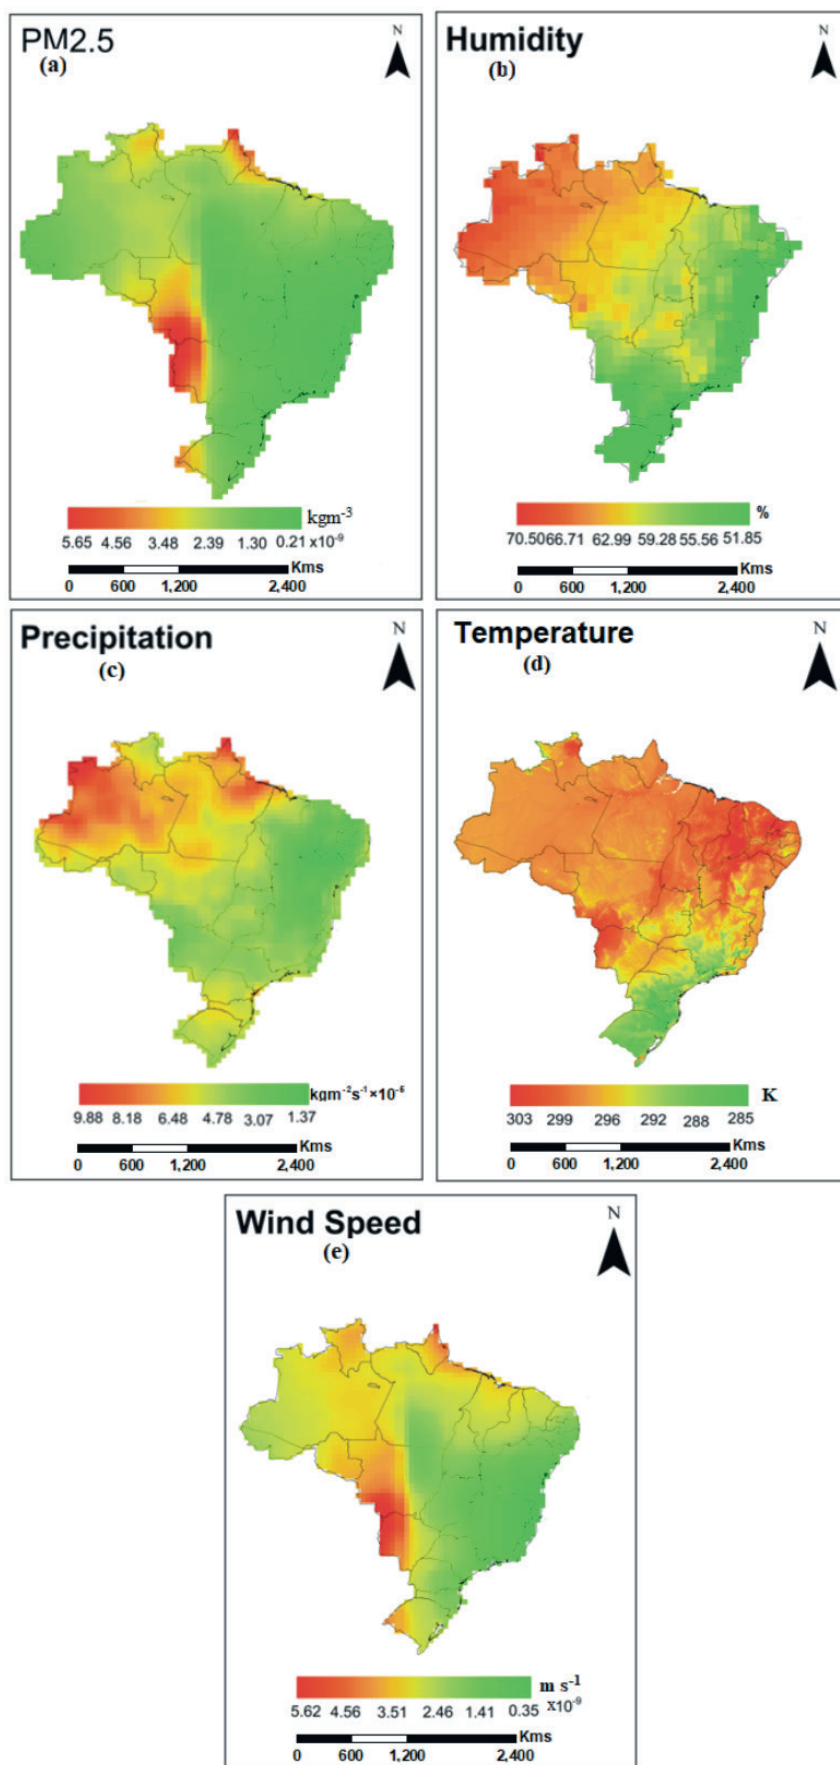 PM2.5
(a)
N
kgm⁻³
5.65 4.56 3.48 2.39 1.30 0.21 x10⁻⁹
Kms
0 600 1,200 2,400
Humidity
(b)
N
%
70.50 66.71 62.99 59.28 55.56 51.85
Kms
0 600 1,200 2,400
Precipitation
(c)
N
kgm⁻²s⁻¹×10⁻⁵
9.88 8.18 6.48 4.78 3.07 1.37
Kms
0 600 1,200 2,400
Temperature
(d)
N
K
303 299 296 292 288 285
Kms
0 600 1,200 2,400
Wind Speed
(e)
N
m s⁻¹
5.62 4.56 3.51 2.46 1.41 0.35 x10⁻⁹
Kms
0 600 1,200 2,400